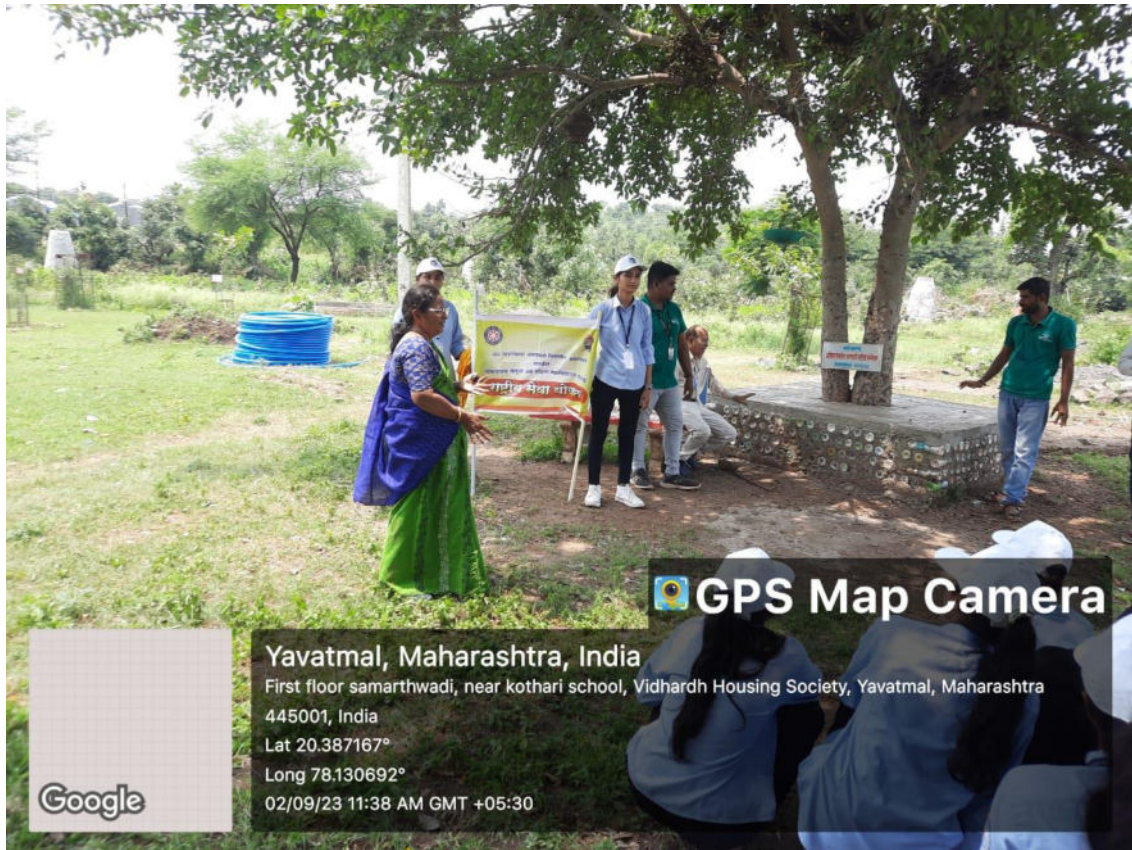 राष्ट्रीय सेवा योजना
GPS Map Camera
Yavatmal, Maharashtra, India
First floor samarthwadi, near kothari school, Vidhardh Housing Society, Yavatmal, Maharashtra
445001, India
Lat 20.387167°
Long 78.130692°
02/09/23 11:38 AM GMT +05:30
Google